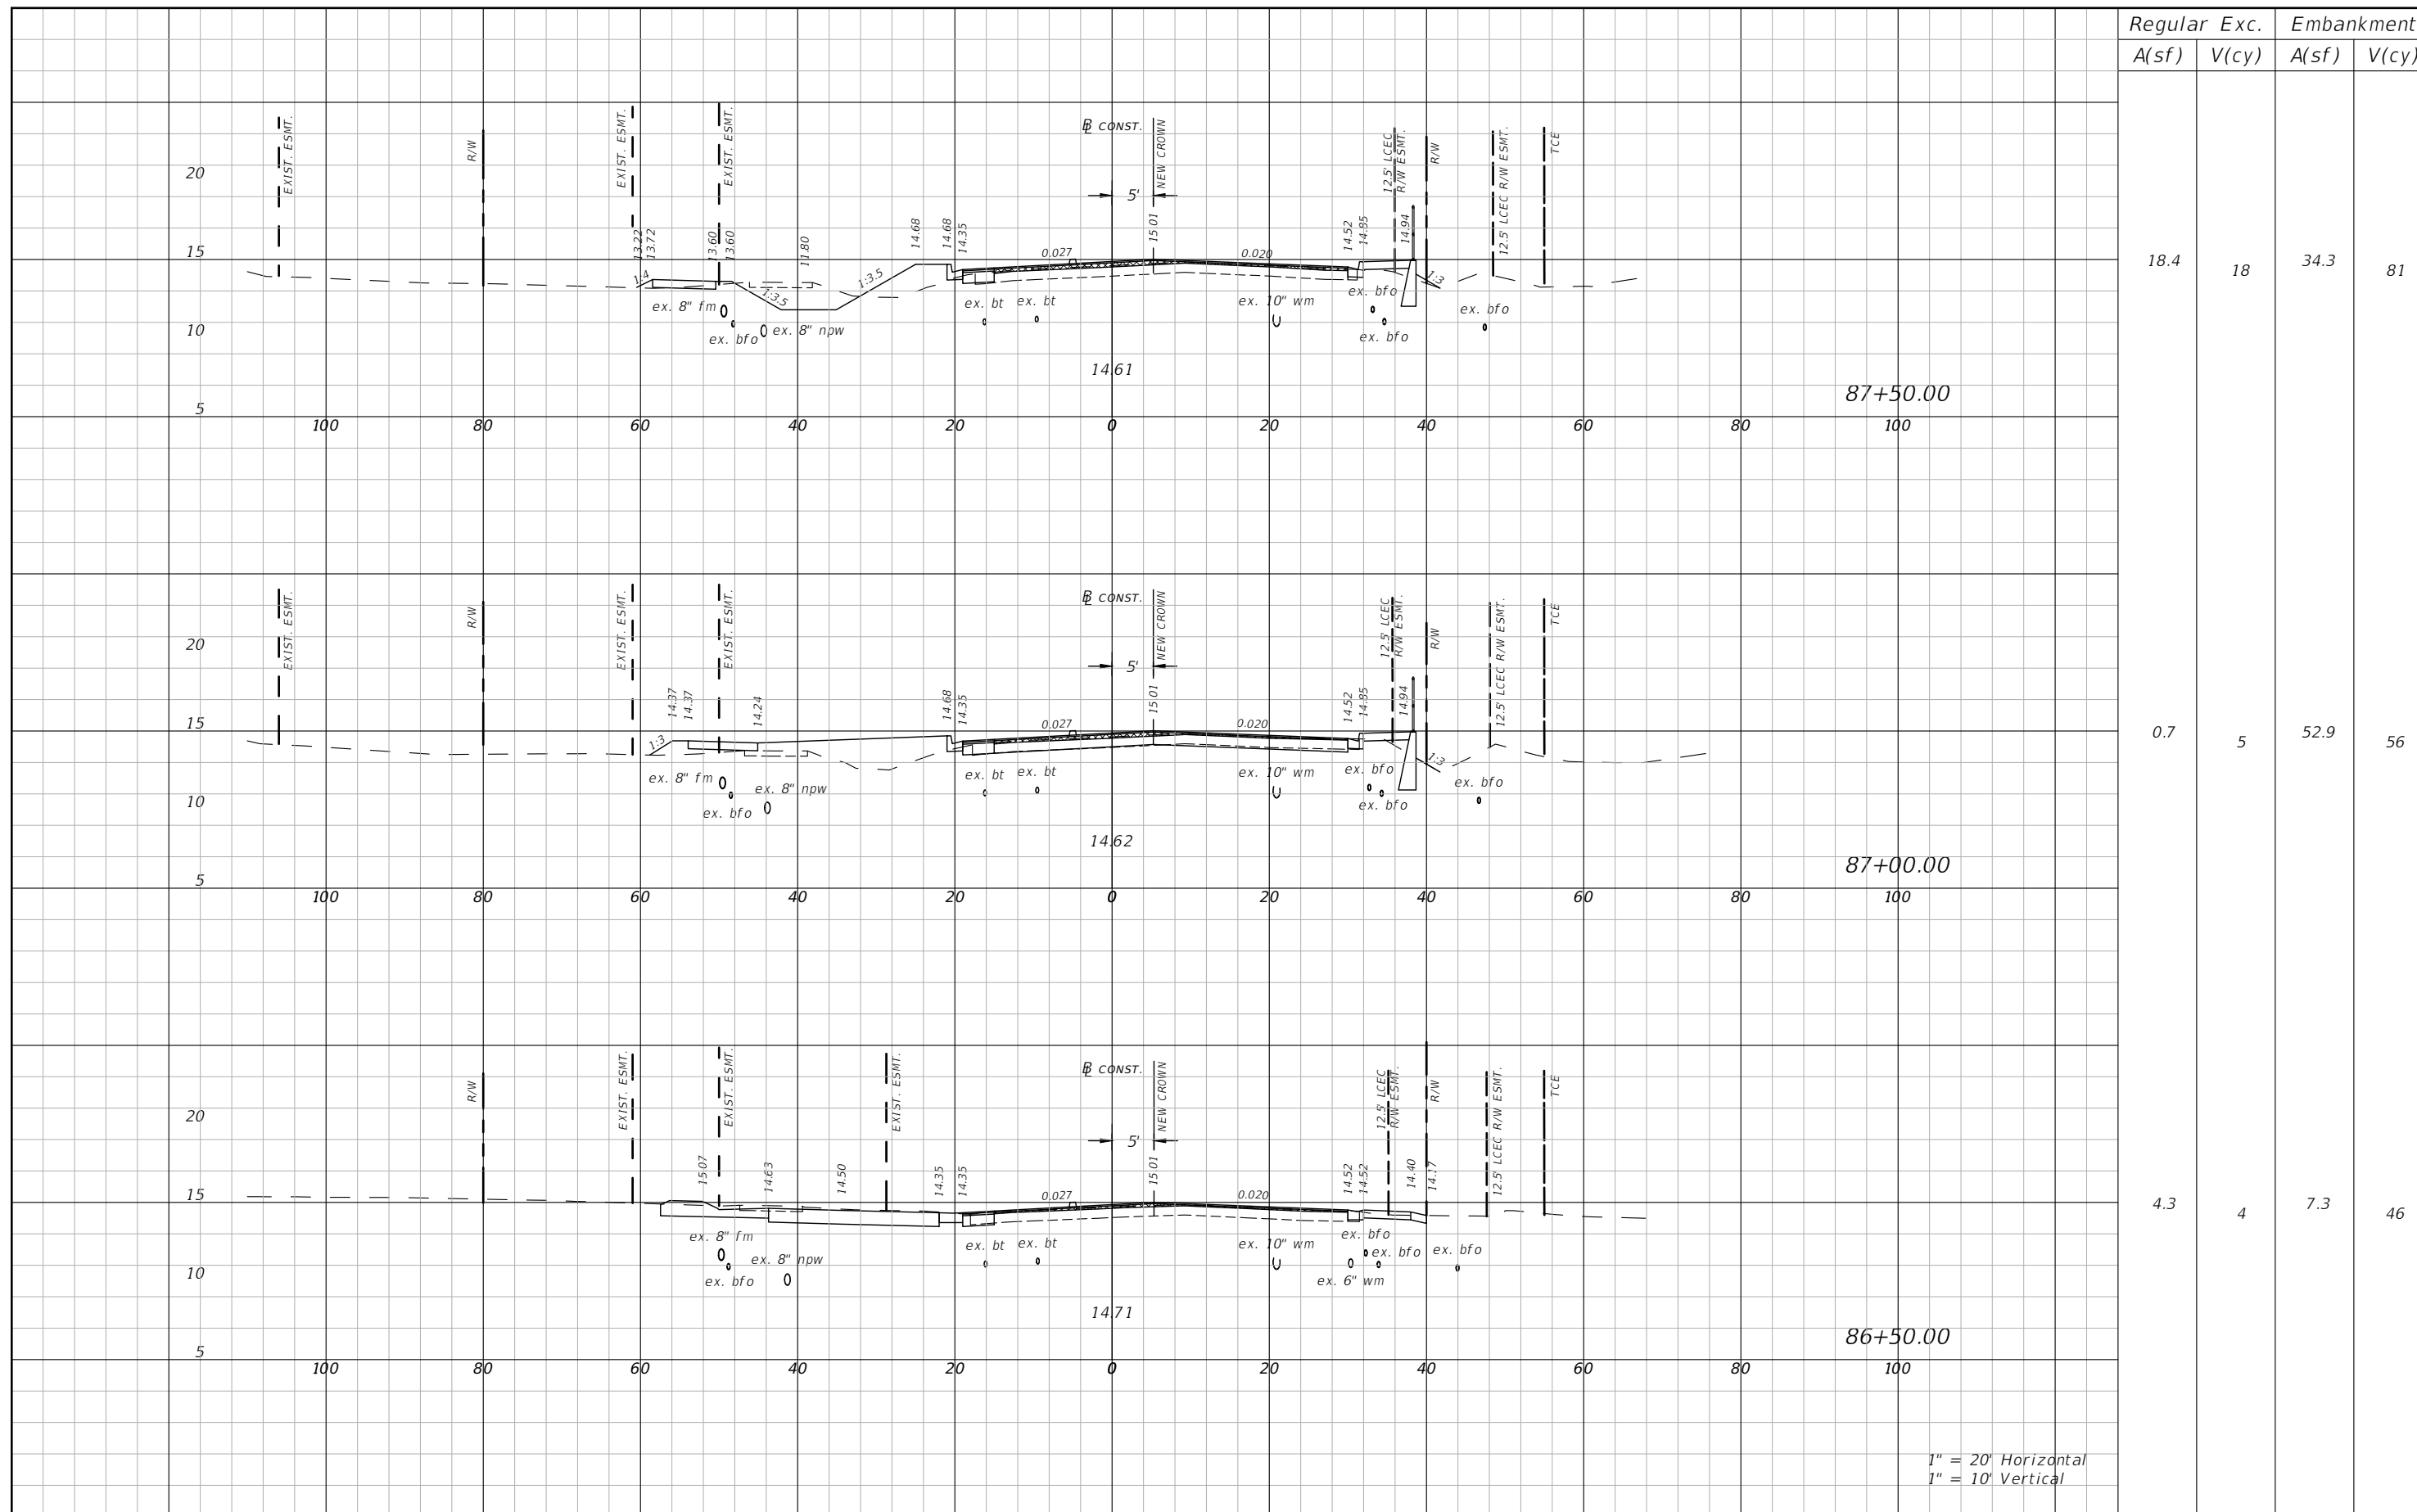 Regular Exc. Embankment
A(sf) V(cy) A(sf) V(cy)
EXIST. ESMT.
R/W
EXIST. ESMT.
EXIST. ESMT.
BL CONST.
NEW CROWN
5'
12.5' LCEC
R/W ESMT.
R/W
12.5' LCEC R/W ESMT.
TCE
20
15
10
5
13.22
13.72
13.60
13.60
11.80
14.68
14.68
14.35
15.01
14.52
14.85
14.94
1:4
1:3.5
1:3.5
0.027
0.020
1:3
ex. 8" fm
ex. bfo
ex. 8" npw
ex. bt
ex. bt
ex. 10" wm
ex. bfo
ex. bfo
ex. bfo
14.61
87+50.00
18.4 18 34.3 81
100 80 60 40 20 0 20 40 60 80 100
EXIST. ESMT.
R/W
EXIST. ESMT.
EXIST. ESMT.
BL CONST.
NEW CROWN
5'
12.5' LCEC
R/W ESMT.
R/W
12.5' LCEC R/W ESMT.
TCE
20
15
10
5
14.37
14.37
14.24
14.68
14.35
15.01
14.52
14.85
14.94
1:3
0.027
0.020
1:3
ex. 8" fm
ex. bfo
ex. 8" npw
ex. bt
ex. bt
ex. 10" wm
ex. bfo
ex. bfo
ex. bfo
14.62
87+00.00
0.7 5 52.9 56
100 80 60 40 20 0 20 40 60 80 100
R/W
EXIST. ESMT.
EXIST. ESMT.
EXIST. ESMT.
BL CONST.
NEW CROWN
5'
12.5' LCEC
R/W ESMT.
R/W
12.5' LCEC R/W ESMT.
TCE
20
15
10
5
15.07
14.63
14.50
14.35
14.35
15.01
14.52
14.52
14.40
14.17
0.027
0.020
ex. 8" fm
ex. bfo
ex. 8" npw
ex. bt
ex. bt
ex. 10" wm
ex. bfo
ex. bfo
ex. 6" wm
ex. bfo
14.71
86+50.00
4.3 4 7.3 46
100 80 60 40 20 0 20 40 60 80 100
1" = 20' Horizontal
1" = 10' Vertical